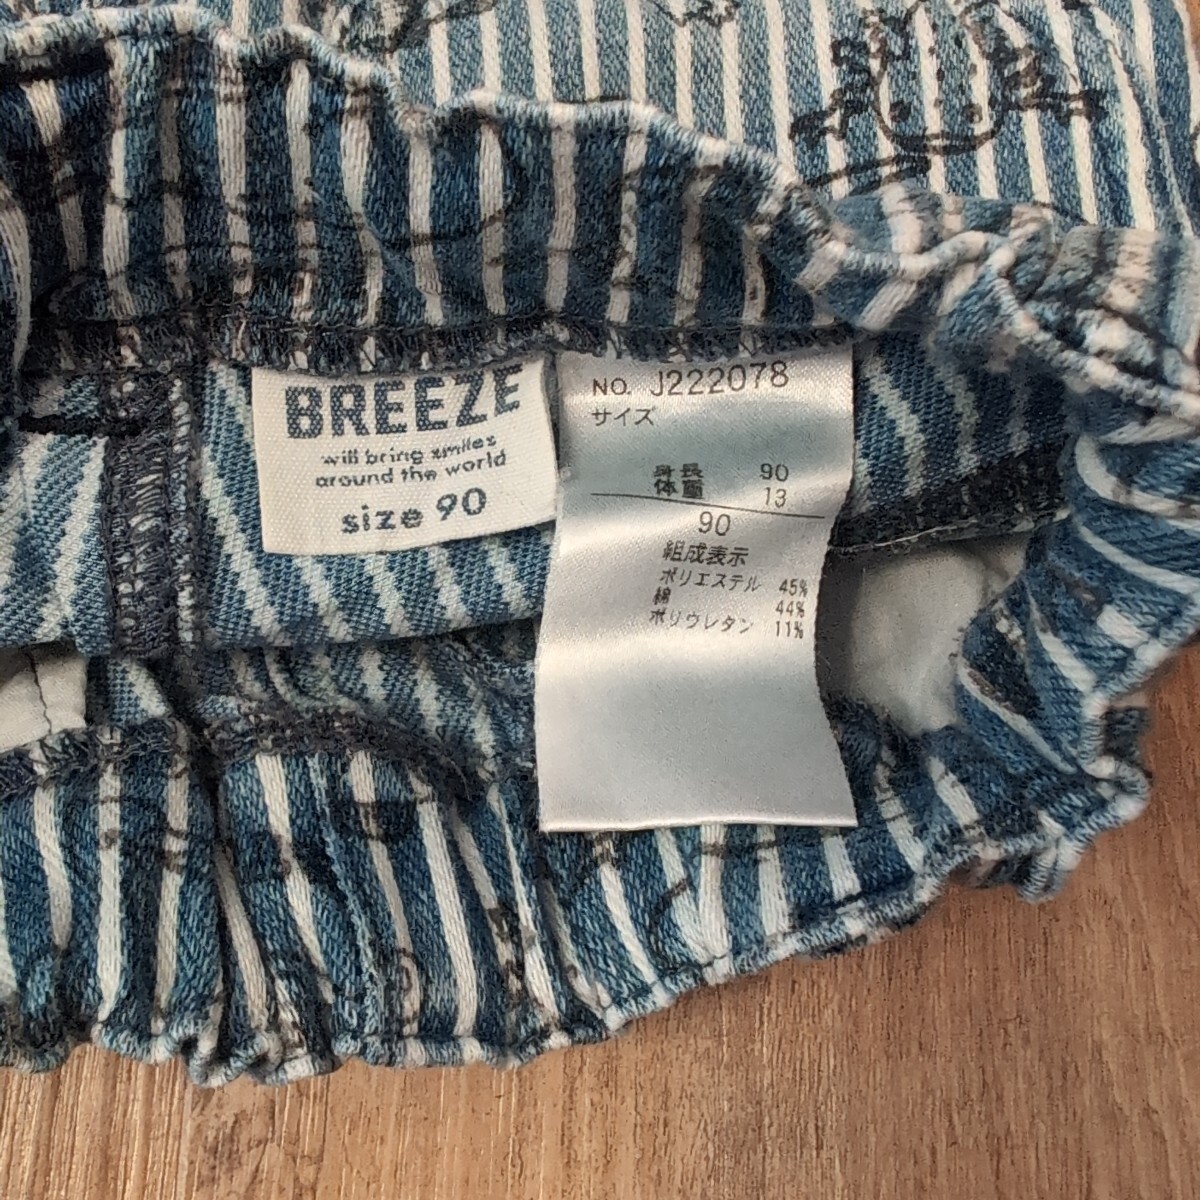 BREEZE
will bring smiles
around the world
size 90
NO. J222078
サイズ
身長 90
体重 13
90
組成表示
ポリエステル 45%
綿 44%
ポリウレタン 11%